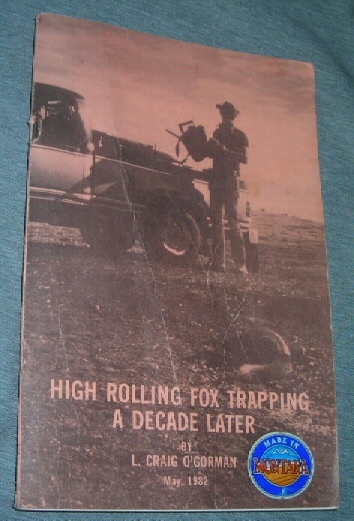 HIGH ROLLING FOX TRAPPING
A DECADE LATER
BY
L. CRAIG O'GORMAN
May, 1982
MADE IN
MONTANA